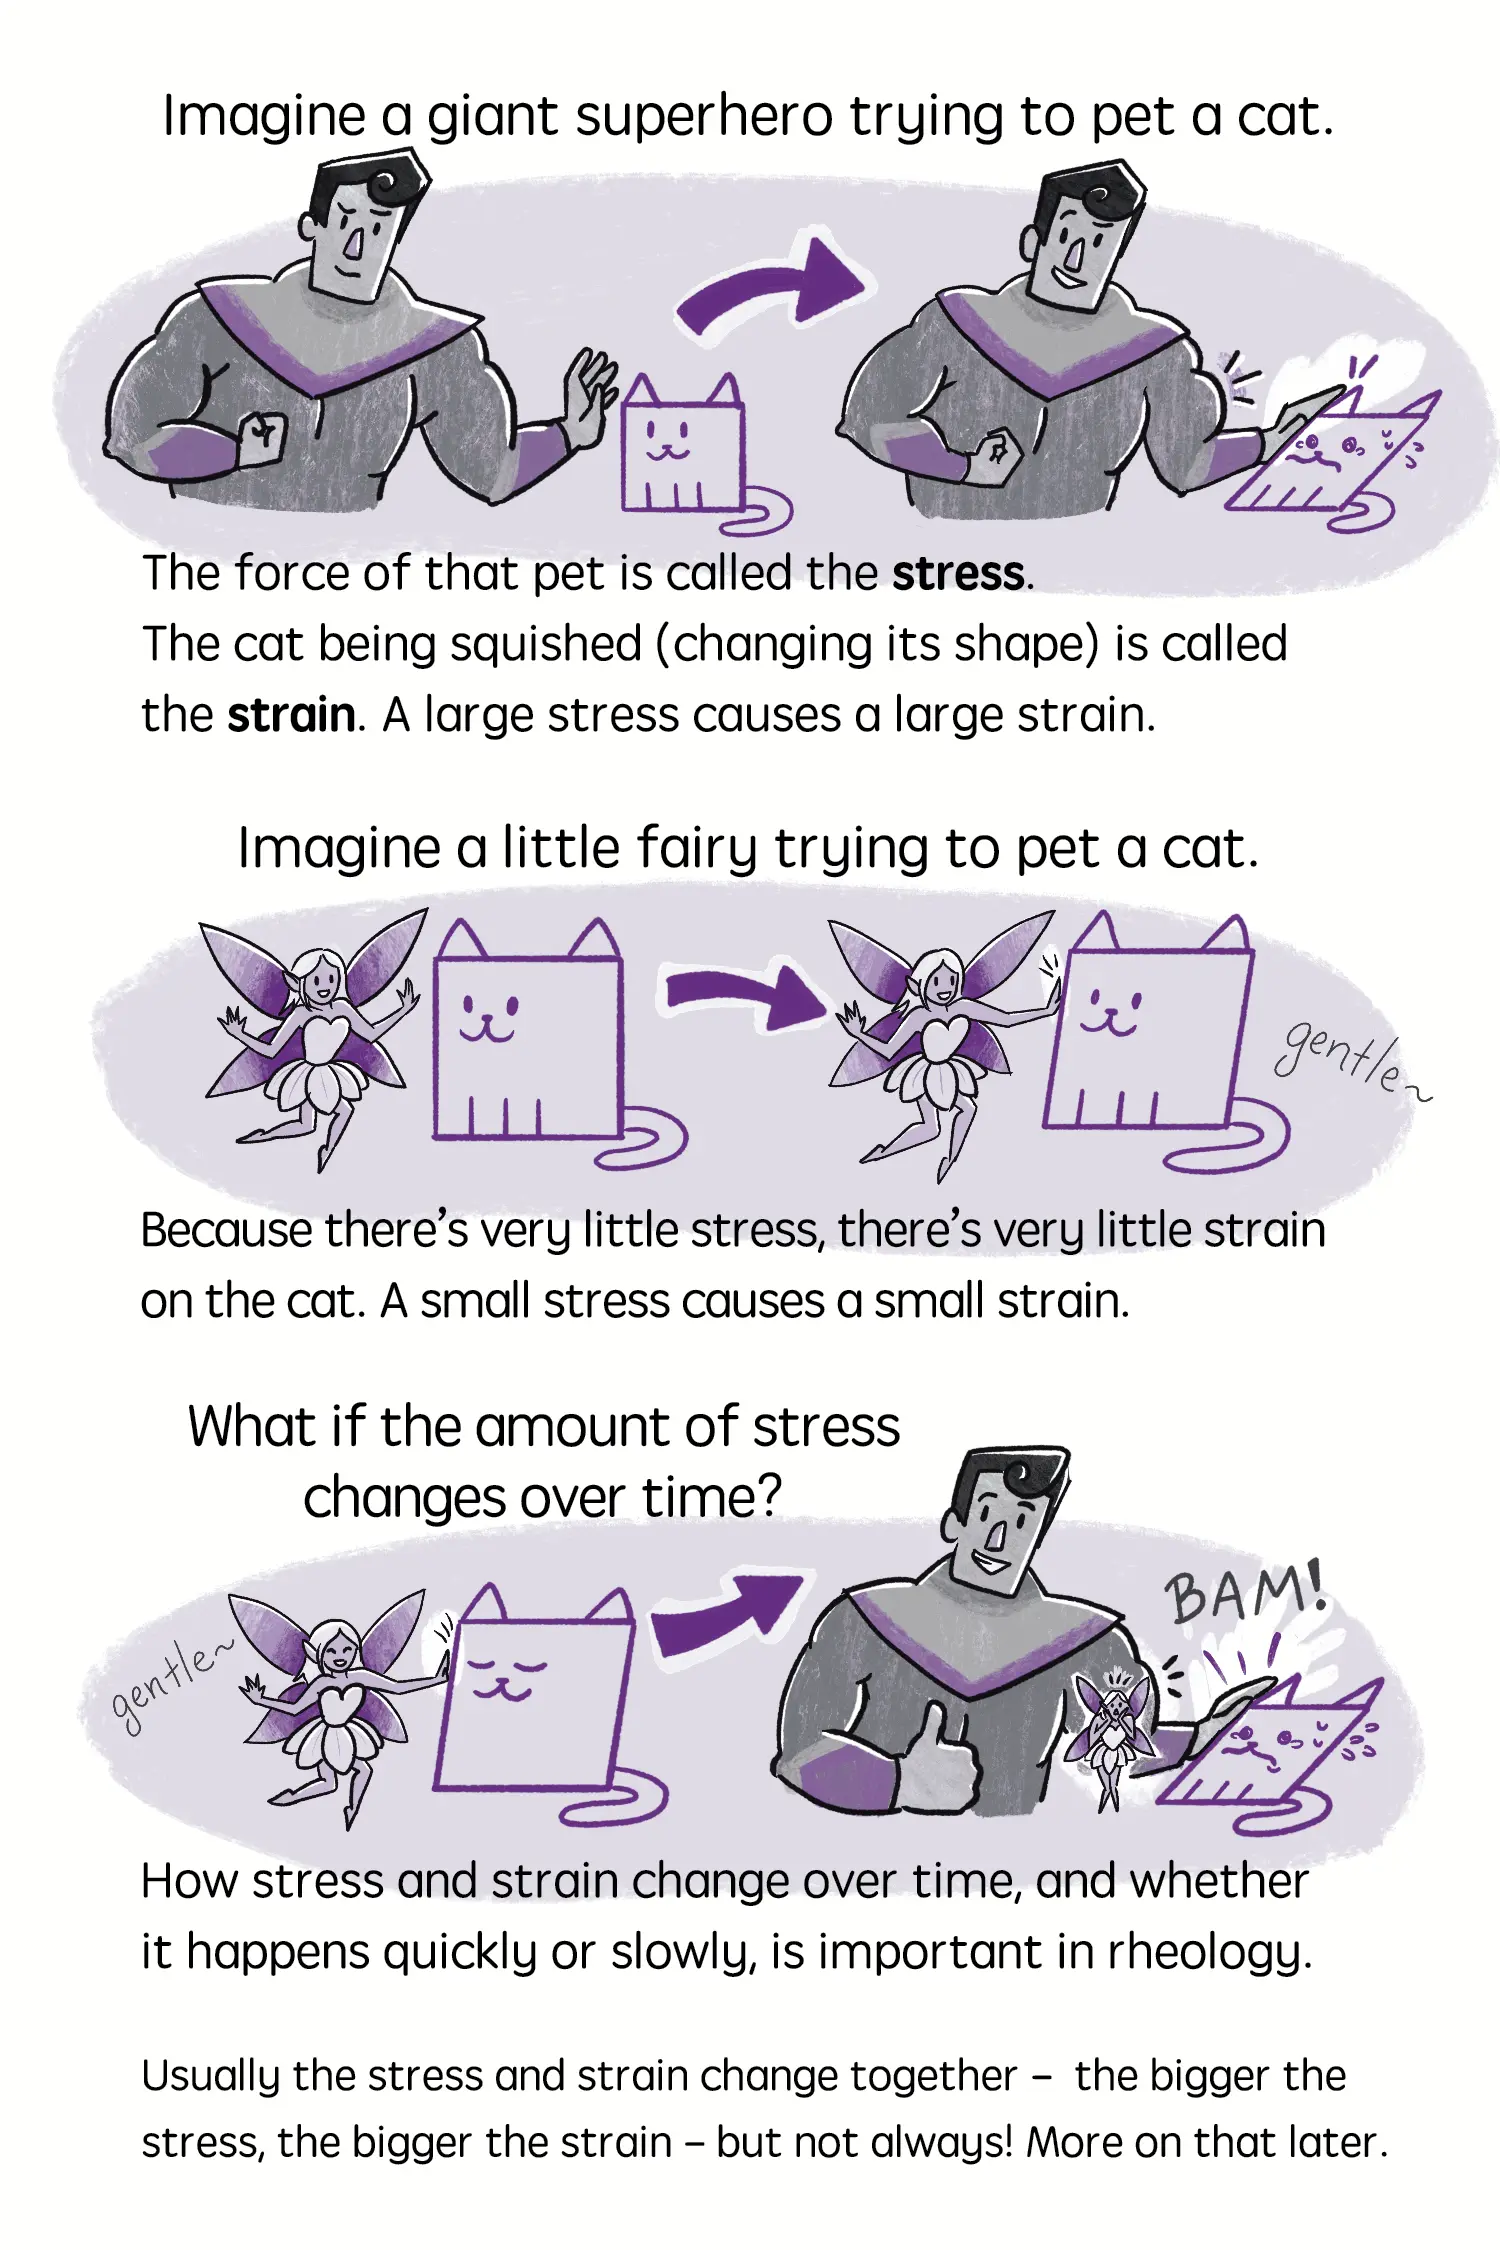 Imagine a giant superhero trying to pet a cat.
The force of that pet is called the stress.
The cat being squished (changing its shape) is called
the strain. A large stress causes a large strain.
Imagine a little fairy trying to pet a cat.
gentle~
Because there's very little stress, there's very little strain
on the cat. A small stress causes a small strain.
What if the amount of stress
changes over time?
gentle~
BAM!
How stress and strain change over time, and whether
it happens quickly or slowly, is important in rheology.
Usually the stress and strain change together – the bigger the
stress, the bigger the strain – but not always! More on that later.